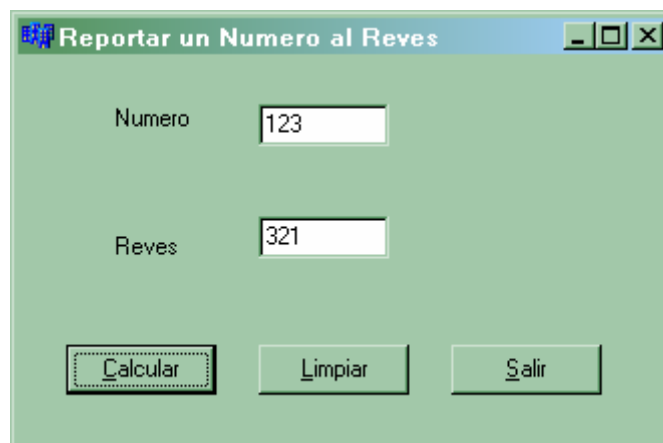 Reportar un Numero al Reves
Numero
123
Reves
321
Calcular
Limpiar
Salir